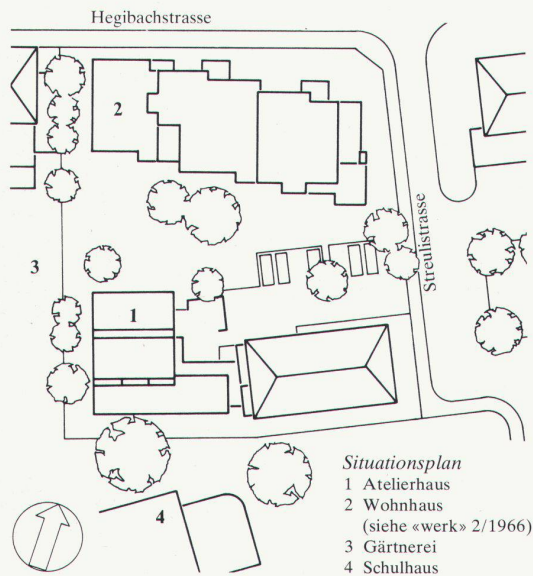 Hegibachstrasse
2
3
1
Streulistrasse
4
Situationsplan
1 Atelierhaus
2 Wohnhaus
(siehe «werk» 2/1966)
3 Gärtnerei
4 Schulhaus